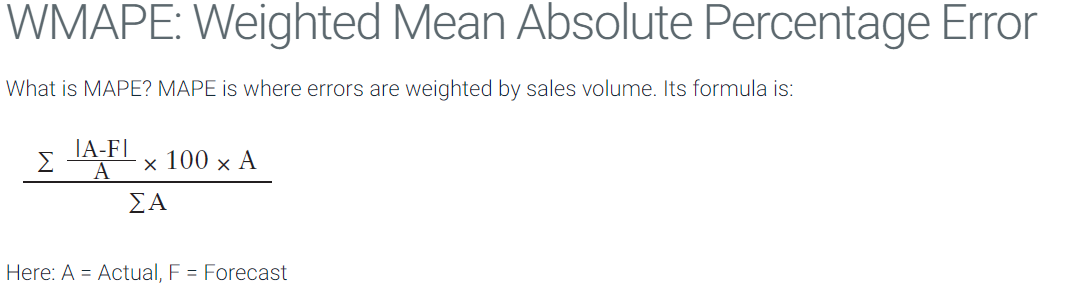 WMAPE: Weighted Mean Absolute Percentage Error
What is MAPE? MAPE is where errors are weighted by sales volume. Its formula is:
∑ |A-F|
A × 100 × A
∑A
Here: A = Actual, F = Forecast